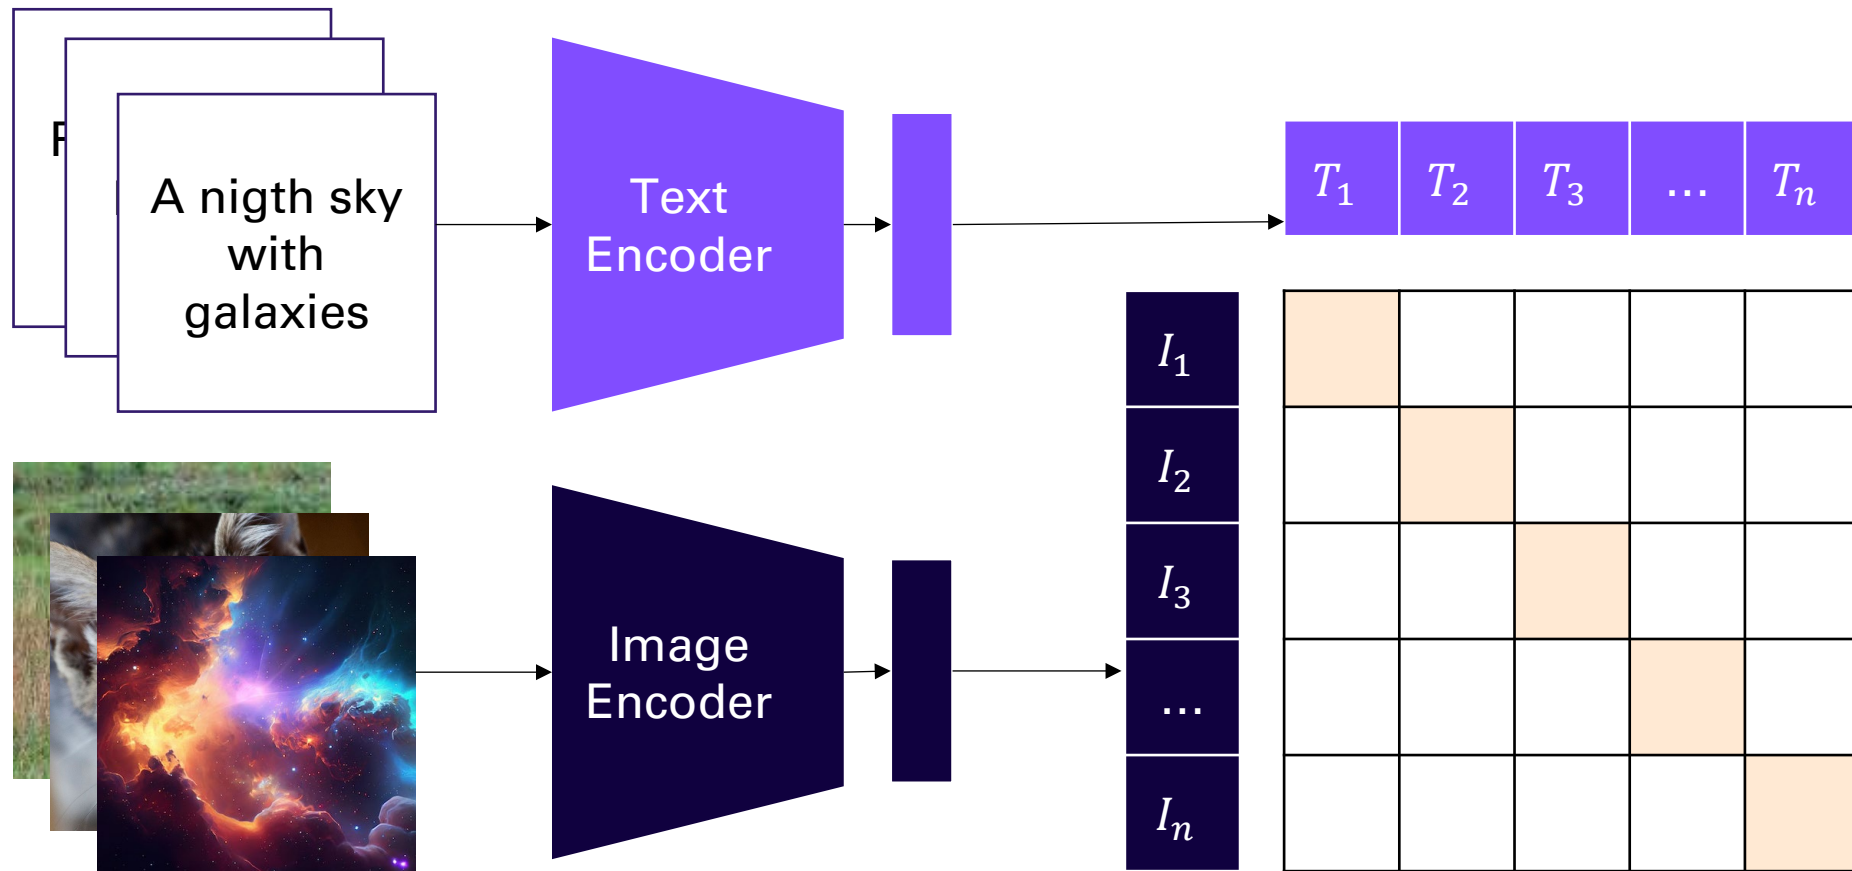 A nigth sky
with
galaxies
Text
Encoder
T₁ T₂ T₃ ... Tₙ
I₁
I₂
I₃
...
Iₙ
Image
Encoder